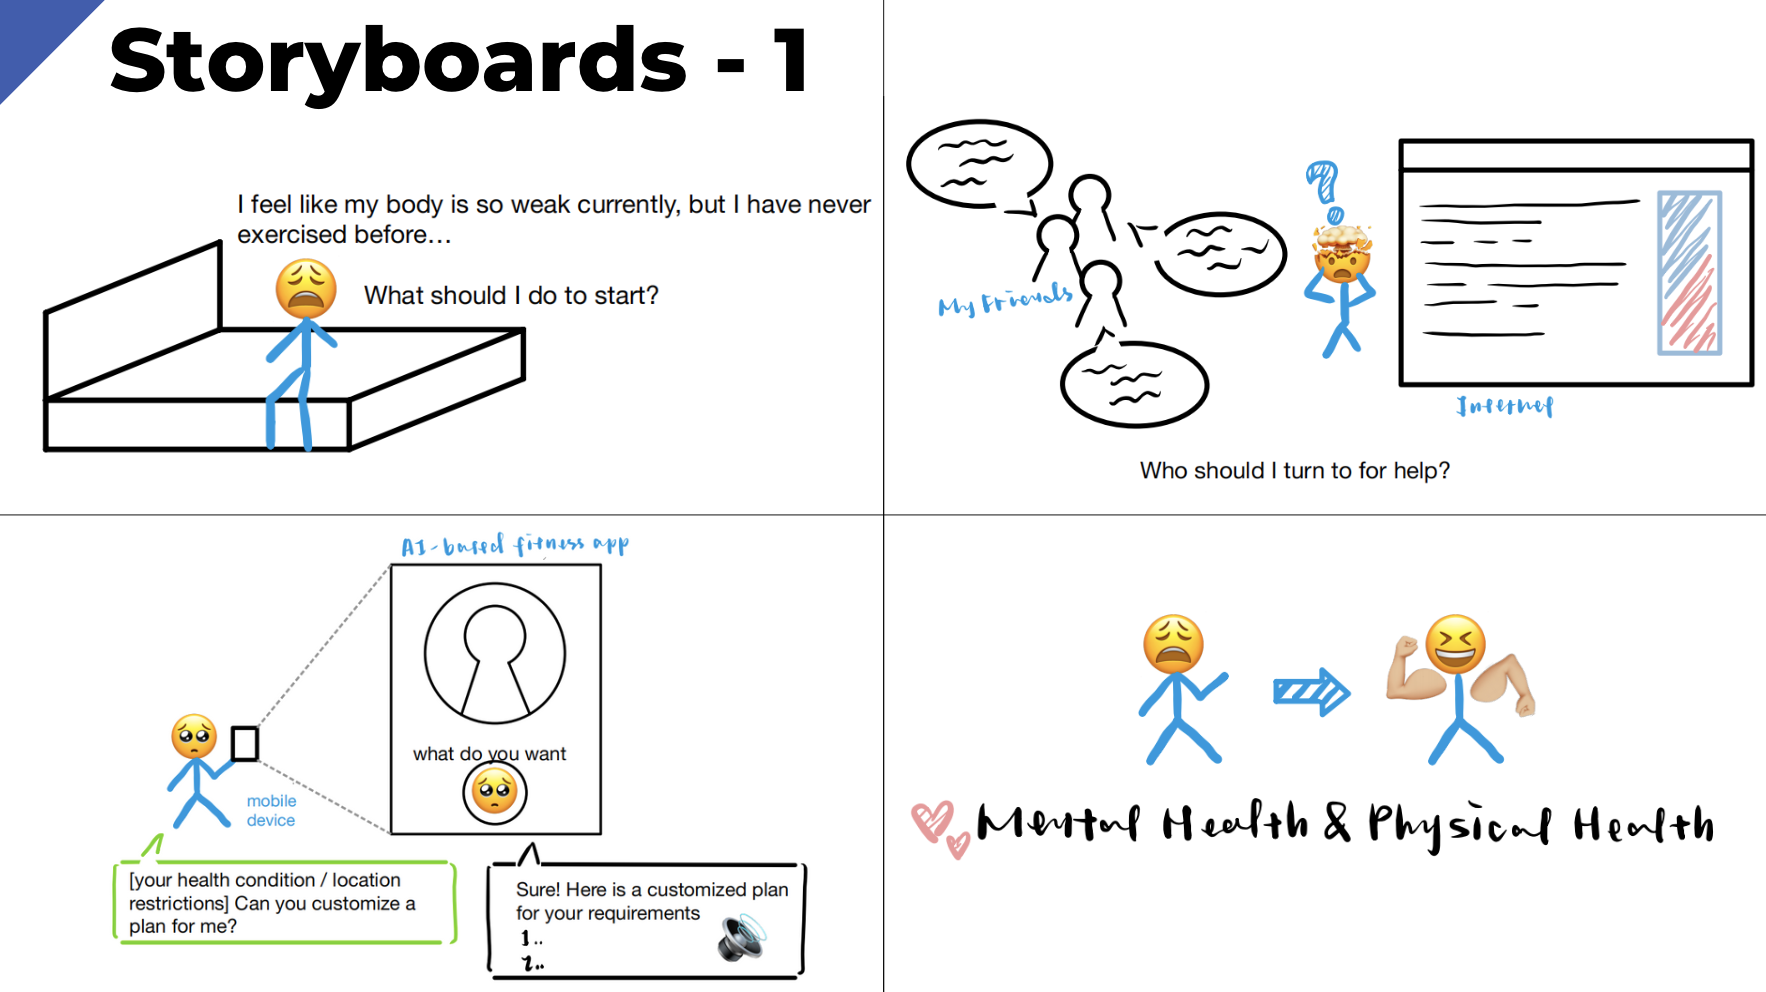 Storyboards - 1
I feel like my body is so weak currently, but I have never
exercised before...
What should I do to start?
My Friends
?
Internet
Who should I turn to for help?
AI-based fitness app
what do you want
mobile
device
[your health condition / location
restrictions] Can you customize a
plan for me?
Sure! Here is a customized plan
for your requirements
1..
2..
Mental Health & Physical Health